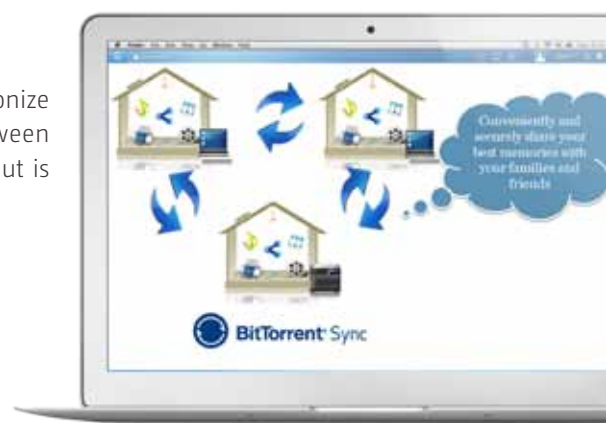 onize
ween
ut is
Conveniently and
securely share your
best memories with
your families and
friends
BitTorrent Sync